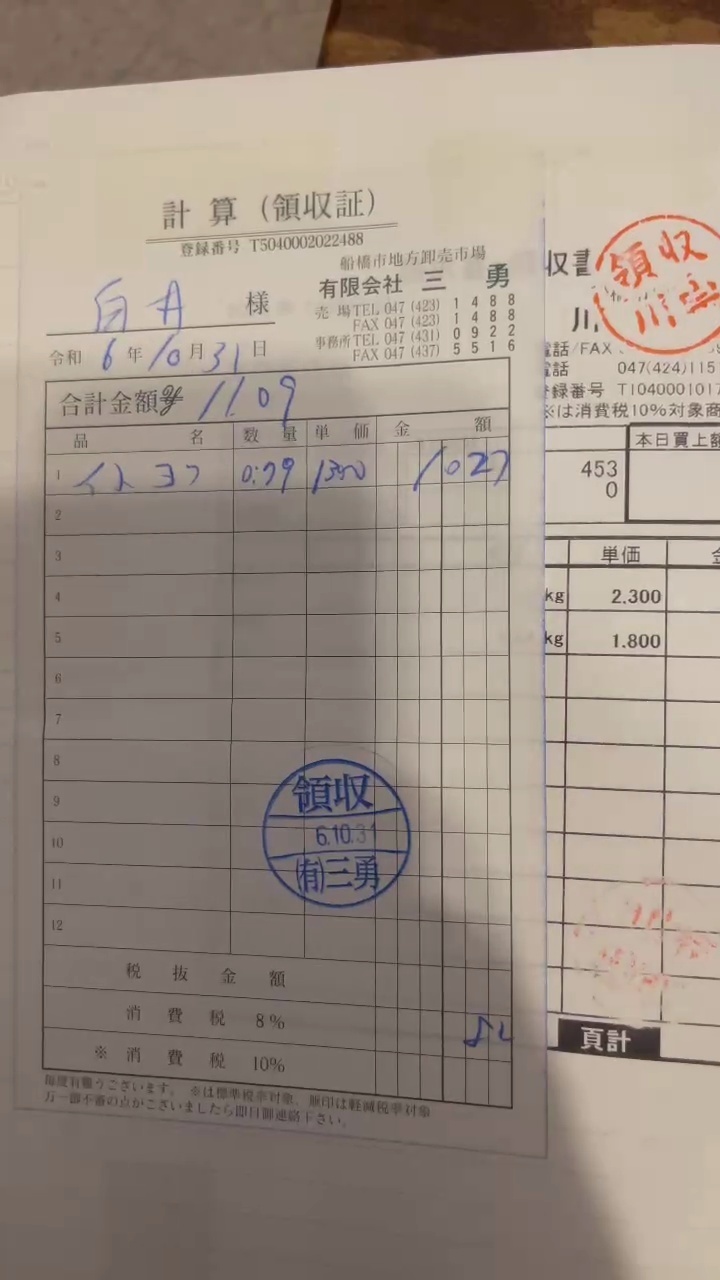 計算（領収証）
登録番号 T5040002022488
船橋市地方卸売市場
白井 様
有限会社 三勇
売場 TEL 047 (423) 1488
FAX 047 (423) 1488
事務所 TEL 047 (431) 0922
FAX 047 (437) 5516
令和 6年 10月 31日
合計金額 ¥ 1109
品名 数量 単価 金額
1 イトヨフ 0.79 1300 1027
2
3
4
5
6
7
8
9
10
11
12
領収
6.10.31
(有)三勇
税抜金額
消費税 8% 82
※消費税 10%
毎度有難うございます。 ※は標準税率対象、無印は軽減税率対象
万一御不審の点がございましたら即日御連絡下さい。
収書
領収
川
電話/FAX
電話 047(424)115
登録番号 T1040001017
※は消費税10%対象商
本日買上額
453
0
単価 金
kg 2.300
kg 1.800
頁計